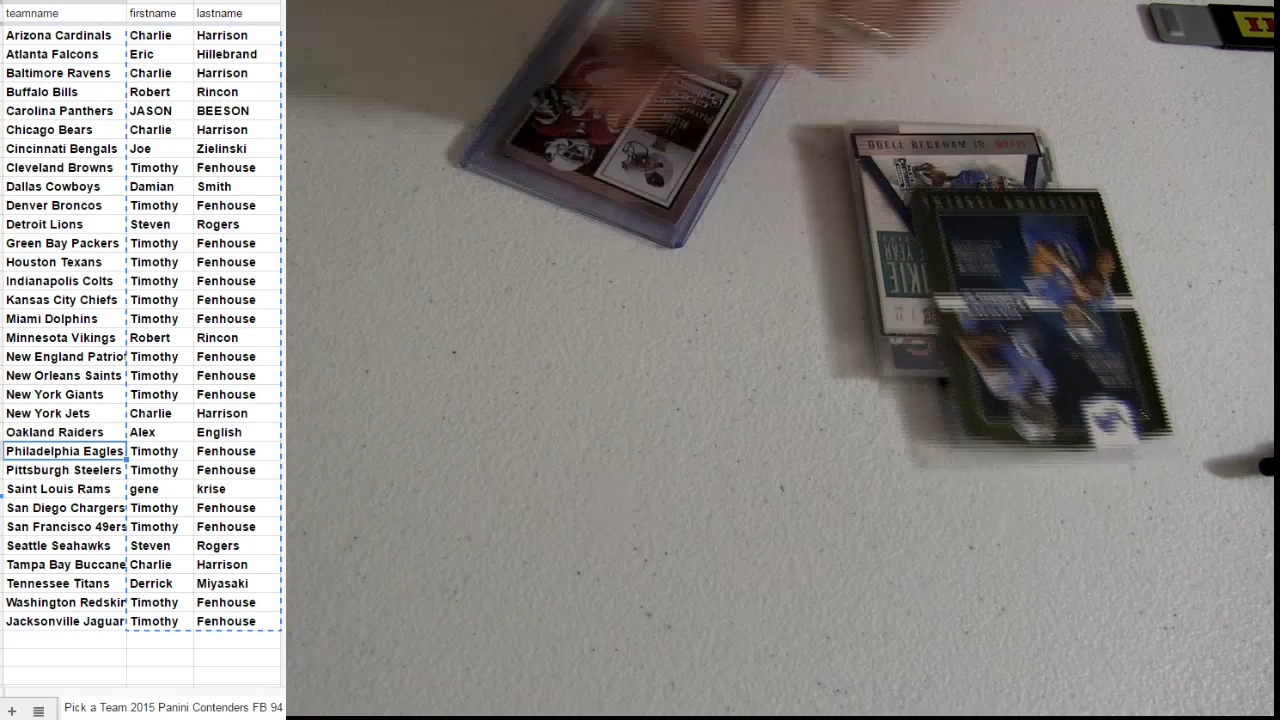 teamname firstname lastname
Arizona Cardinals Charlie Harrison
Atlanta Falcons Eric Hillebrand
Baltimore Ravens Charlie Harrison
Buffalo Bills Robert Rincon
Carolina Panthers JASON BEESON
Chicago Bears Charlie Harrison
Cincinnati Bengals Joe Zielinski
Cleveland Browns Timothy Fenhouse
Dallas Cowboys Damian Smith
Denver Broncos Timothy Fenhouse
Detroit Lions Steven Rogers
Green Bay Packers Timothy Fenhouse
Houston Texans Timothy Fenhouse
Indianapolis Colts Timothy Fenhouse
Kansas City Chiefs Timothy Fenhouse
Miami Dolphins Timothy Fenhouse
Minnesota Vikings Robert Rincon
New England Patrio Timothy Fenhouse
New Orleans Saints Timothy Fenhouse
New York Giants Timothy Fenhouse
New York Jets Charlie Harrison
Oakland Raiders Alex English
Philadelphia Eagles Timothy Fenhouse
Pittsburgh Steelers Timothy Fenhouse
Saint Louis Rams gene krise
San Diego Chargers Timothy Fenhouse
San Francisco 49ers Timothy Fenhouse
Seattle Seahawks Steven Rogers
Tampa Bay Buccane Charlie Harrison
Tennessee Titans Derrick Miyasaki
Washington Redskin Timothy Fenhouse
Jacksonville Jaguar Timothy Fenhouse
Pick a Team 2015 Panini Contenders FB 94
ODELL BECKHAM JR